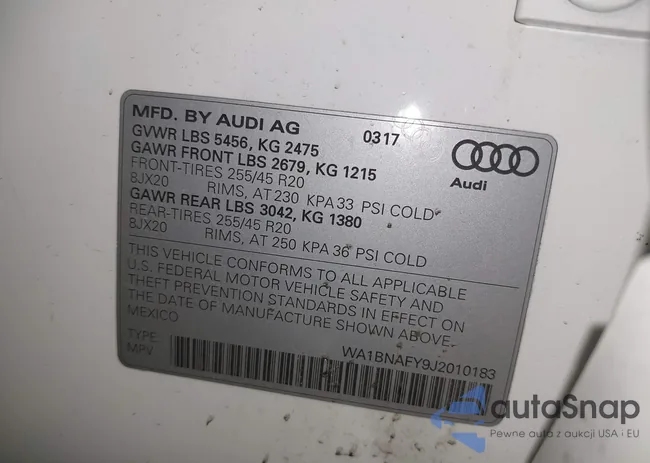 MFD. BY AUDI AG 0317
GVWR LBS 5456, KG 2475
GAWR FRONT LBS 2679, KG 1215
FRONT-TIRES 255/45 R20
8JX20 RIMS, AT 230 KPA 33 PSI COLD
GAWR REAR LBS 3042, KG 1380
REAR-TIRES 255/45 R20
8JX20 RIMS, AT 250 KPA 36 PSI COLD
Audi
THIS VEHICLE CONFORMS TO ALL APPLICABLE
U.S. FEDERAL MOTOR VEHICLE SAFETY AND
THEFT PREVENTION STANDARDS IN EFFECT ON
THE DATE OF MANUFACTURE SHOWN ABOVE.
MEXICO
TYPE:
MPV
WA1BNAFY9J2010183
autaSnap
Pewne auta z aukcji USA i EU